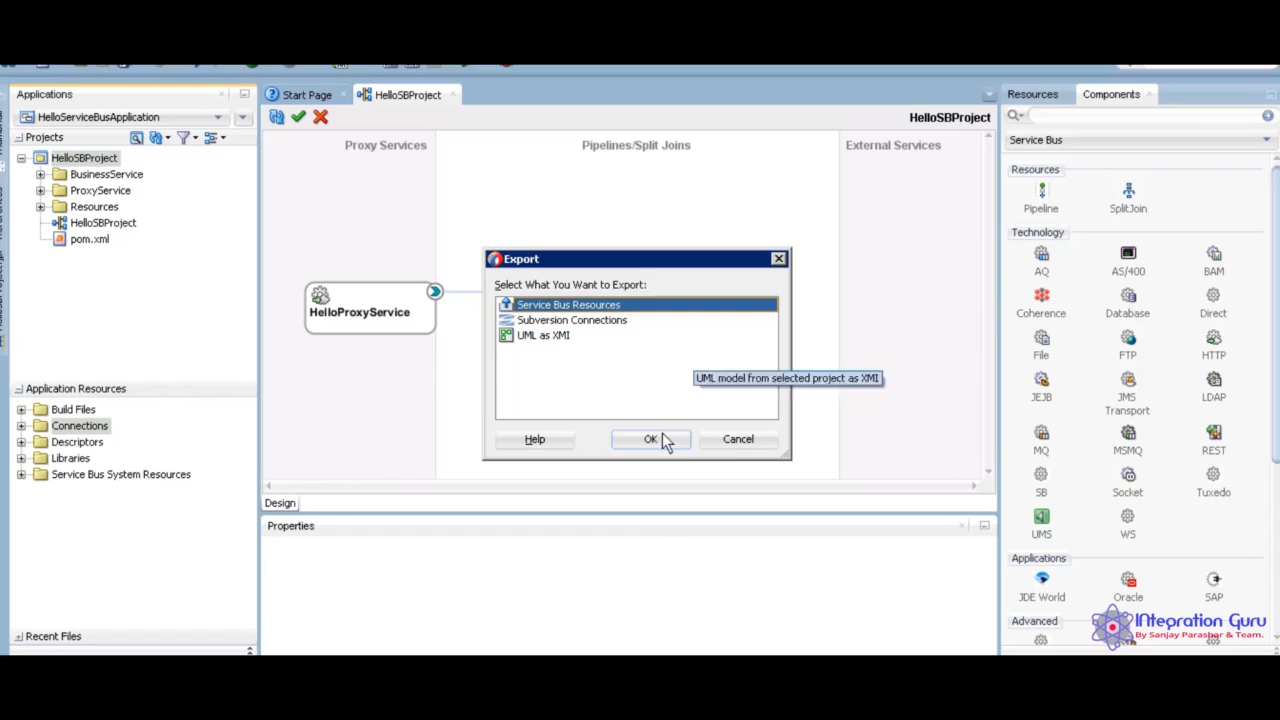 Applications
HelloServiceBusApplication
Projects
HelloSBProject
BusinessService
ProxyService
Resources
HelloSBProject
pom.xml
Application Resources
Build Files
Connections
Descriptors
Libraries
Service Bus System Resources
Recent Files
Start Page
HelloSBProject
HelloSBProject
Proxy Services
Pipelines/Split Joins
External Services
HelloProxyService
Export
Select What You Want to Export:
Service Bus Resources
Subversion Connections
UML as XMI
UML model from selected project as XMI
Help
OK
Cancel
Design
Properties
Resources
Components
Service Bus
Resources
Pipeline
SplitJoin
Technology
AQ
AS/400
BAM
Coherence
Database
Direct
File
FTP
HTTP
JEJB
JMS
Transport
LDAP
MQ
MSMQ
REST
SB
Socket
Tuxedo
UMS
WS
Applications
JDE World
Oracle
SAP
Advanced
INtegration Guru
By Sanjay Parashar & Team.